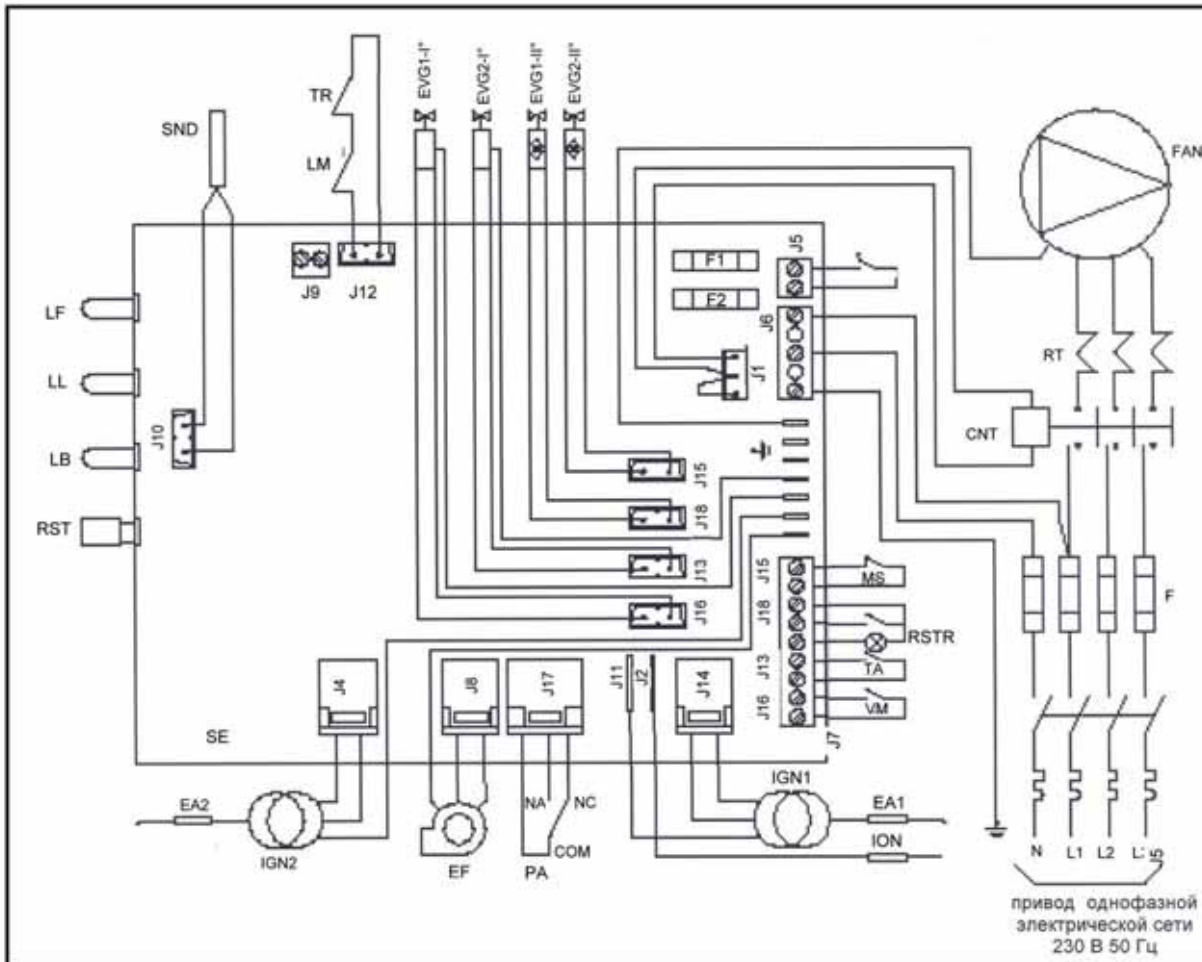 EVG1-I"
EVG2-I"
EVG1-II"
EVG2-II"
TR
SND
LM
FAN
J5
F1
F2
J9
J12
J6
LF
RT
J1
LL
CNT
J10
LB
J15
RST
J18
J13
J15
MS
F
J16
J18
RSTR
J13
TA
J11
J2
J4
J8
J17
J14
J16
VM
SE
J7
IGN1
EA2
NA
NC
EA1
COM
ION
IGN2
EF
PA
N
L1
L2
J5
привод однофазной
электрической сети
230 В 50 Гц